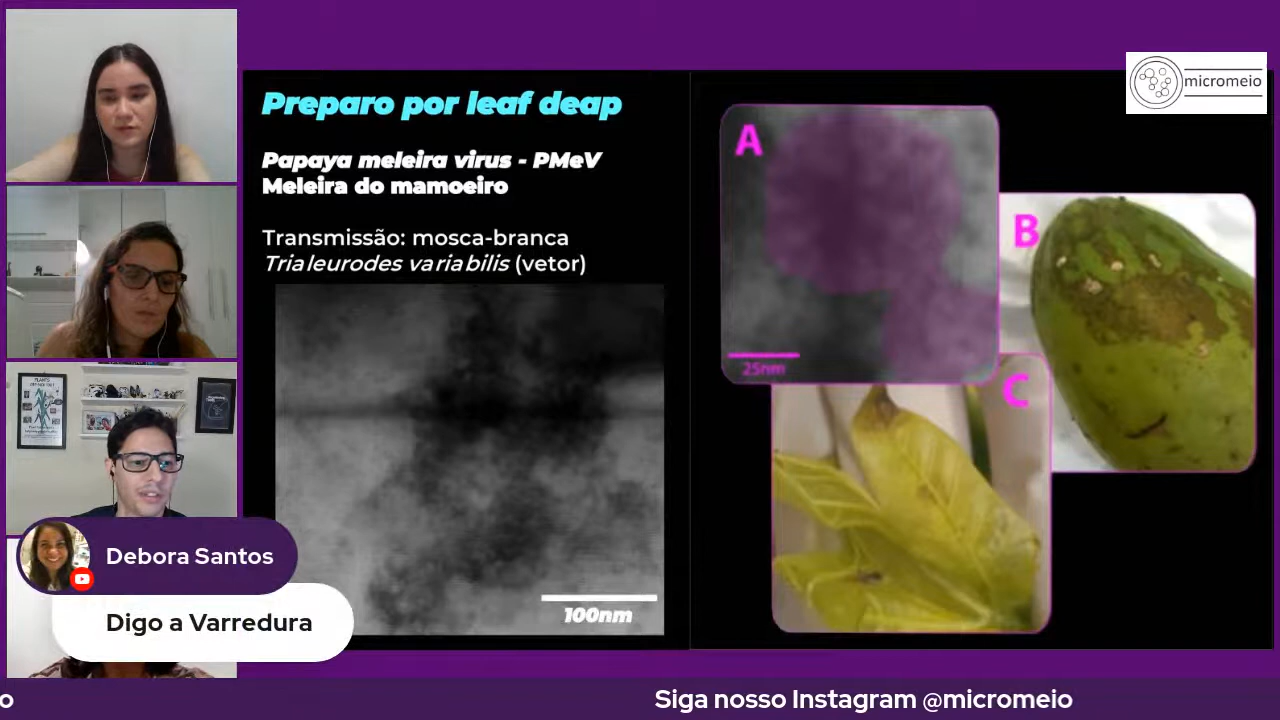 micromeio
Preparo por leaf deap
Papaya meleira virus - PMeV
Meleira do mamoeiro
Transmissão: mosca-branca
Trialeurodes variabilis (vetor)
100nm
A
25nm
B
C
Debora Santos
Digo a Varredura
o
Siga nosso Instagram @micromeio